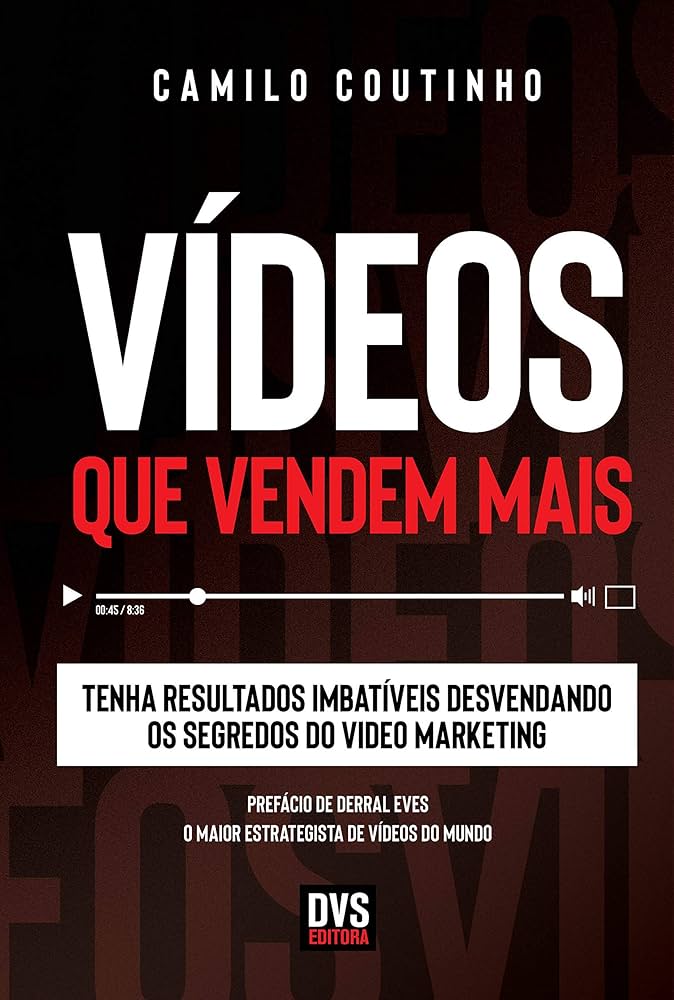 CAMILO COUTINHO
VÍDEOS
QUE VENDEM MAIS
00:45 / 8:36
TENHA RESULTADOS IMBATÍVEIS DESVENDANDO
OS SEGREDOS DO VIDEO MARKETING
PREFÁCIO DE DERRAL EVES
O MAIOR ESTRATEGISTA DE VÍDEOS DO MUNDO
DVS
EDITORA